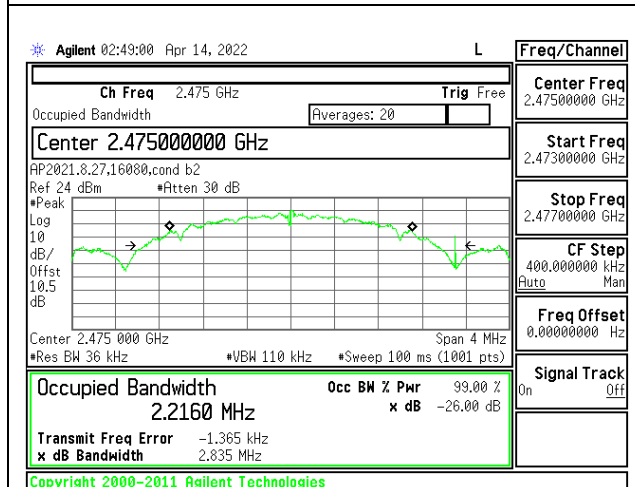 Agilent 02:49:00 Apr 14, 2022 L
Freq/Channel
Ch Freq 2.475 GHz Trig Free
Occupied Bandwidth Averages: 20
Center 2.475000000 GHz
AP2021.8.27,16080,cond b2
Ref 24 dBm #Atten 30 dB
#Peak
Log
10
dB/
Offst
10.5
dB
Center 2.475 000 GHz Span 4 MHz
#Res BW 36 kHz #VBW 110 kHz #Sweep 100 ms (1001 pts)
Occupied Bandwidth Occ BW % Pwr 99.00 %
2.2160 MHz x dB -26.00 dB
Transmit Freq Error -1.365 kHz
x dB Bandwidth 2.835 MHz
Copyright 2000-2011 Agilent Technologies
Center Freq
2.47500000 GHz
Start Freq
2.47300000 GHz
Stop Freq
2.47700000 GHz
CF Step
400.000000 kHz
Auto Man
Freq Offset
0.00000000 Hz
Signal Track
On Off